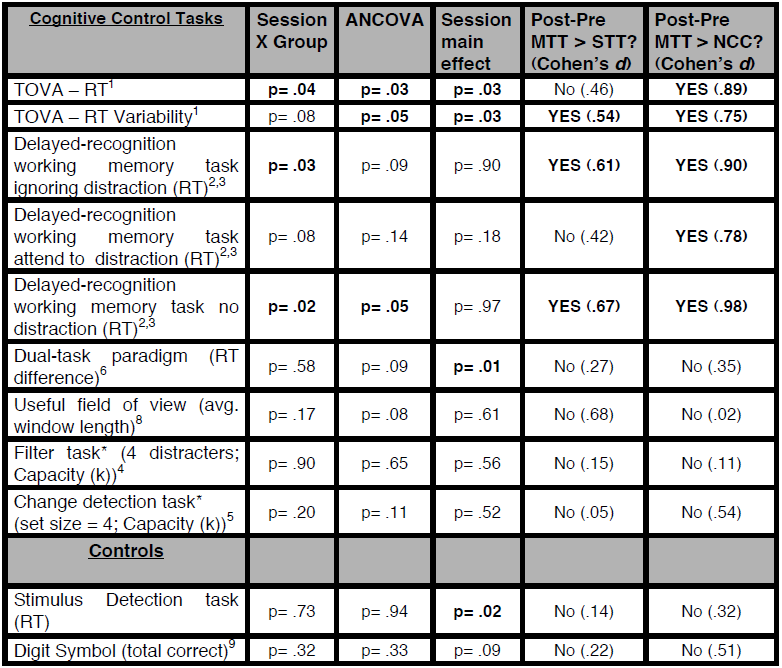 Cognitive Control Tasks Session X Group ANCOVA Session main effect Post-Pre MTT > STT? (Cohen's d) Post-Pre MTT > NCC? (Cohen's d)
TOVA – RT1 p= .04 p= .03 p= .03 No (.46) YES (.89)
TOVA – RT Variability1 p= .08 p= .05 p= .03 YES (.54) YES (.75)
Delayed-recognition
working memory task
ignoring distraction (RT)2,3 p= .03 p= .09 p= .90 YES (.61) YES (.90)
Delayed-recognition
working memory task
attend to distraction (RT)2,3 p= .08 p= .14 p= .18 No (.42) YES (.78)
Delayed-recognition
working memory task no
distraction (RT)2,3 p= .02 p= .05 p= .97 YES (.67) YES (.98)
Dual-task paradigm (RT
difference)6 p= .58 p= .09 p= .01 No (.27) No (.35)
Useful field of view (avg.
window length)8 p= .17 p= .08 p= .61 No (.68) No (.02)
Filter task* (4 distracters;
Capacity (k))4 p= .90 p= .65 p= .56 No (.15) No (.11)
Change detection task*
(set size = 4; Capacity (k))5 p= .20 p= .11 p= .52 No (.05) No (.54)
Controls
Stimulus Detection task
(RT) p= .73 p= .94 p= .02 No (.14) No (.32)
Digit Symbol (total correct)9 p= .32 p= .33 p= .09 No (.22) No (.51)